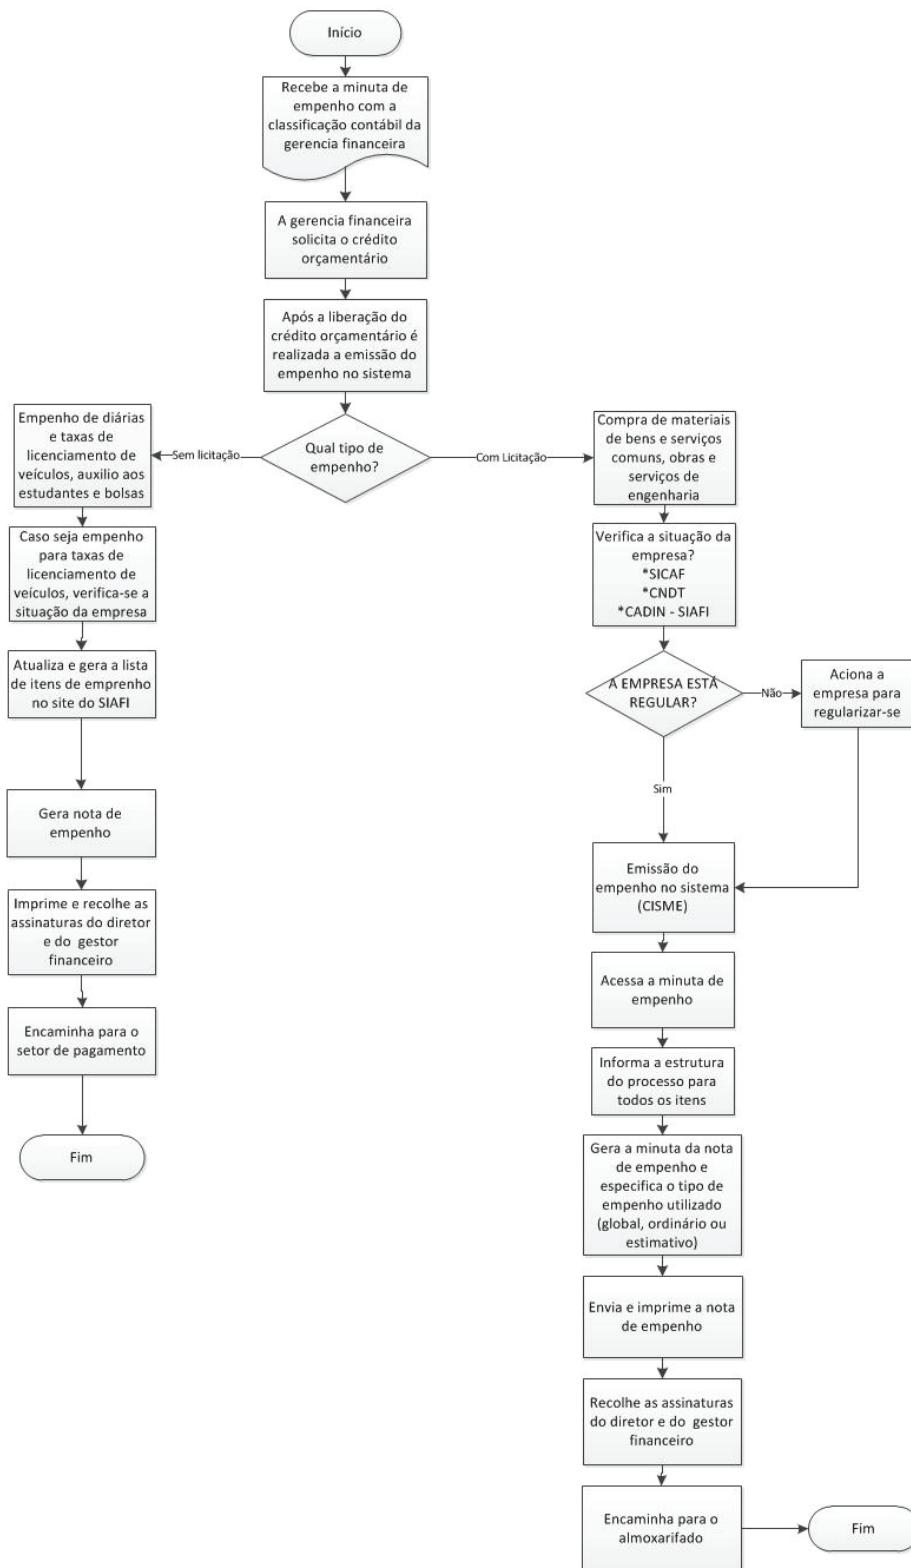 Início
Recebe a minuta de
empenho com a
classificação contábil da
gerencia financeira
A gerencia financeira
solicita o crédito
orçamentário
Após a liberação do
crédito orçamentário é
realizada a emissão do
empenho no sistema
Qual tipo de
empenho?
Sem licitação
Com Licitação
Empenho de diárias
e taxas de
licenciamento de
veículos, auxilio aos
estudantes e bolsas
Caso seja empenho
para taxas de
licenciamento de
veículos, verifica-se a
situação da empresa
Atualiza e gera a lista
de itens de emprenho
no site do SIAFI
Gera nota de
empenho
Imprime e recolhe as
assinaturas do diretor
e do gestor
financeiro
Encaminha para o
setor de pagamento
Fim
Compra de materiais
de bens e serviços
comuns, obras e
serviços de
engenharia
Verifica a situação da
empresa?
*SICAF
*CNDT
*CADIN - SIAFI
A EMPRESA ESTÁ
REGULAR?
Não
Aciona a
empresa para
regularizar-se
Sim
Emissão do
empenho no sistema
(CISME)
Acessa a minuta de
empenho
Informa a estrutura
do processo para
todos os itens
Gera a minuta da nota
de empenho e
especifica o tipo de
empenho utilizado
(global, ordinário ou
estimativo)
Envia e imprime a nota
de empenho
Recolhe as assinaturas
do diretor e do gestor
financeiro
Encaminha para o
almoxarifado
Fim